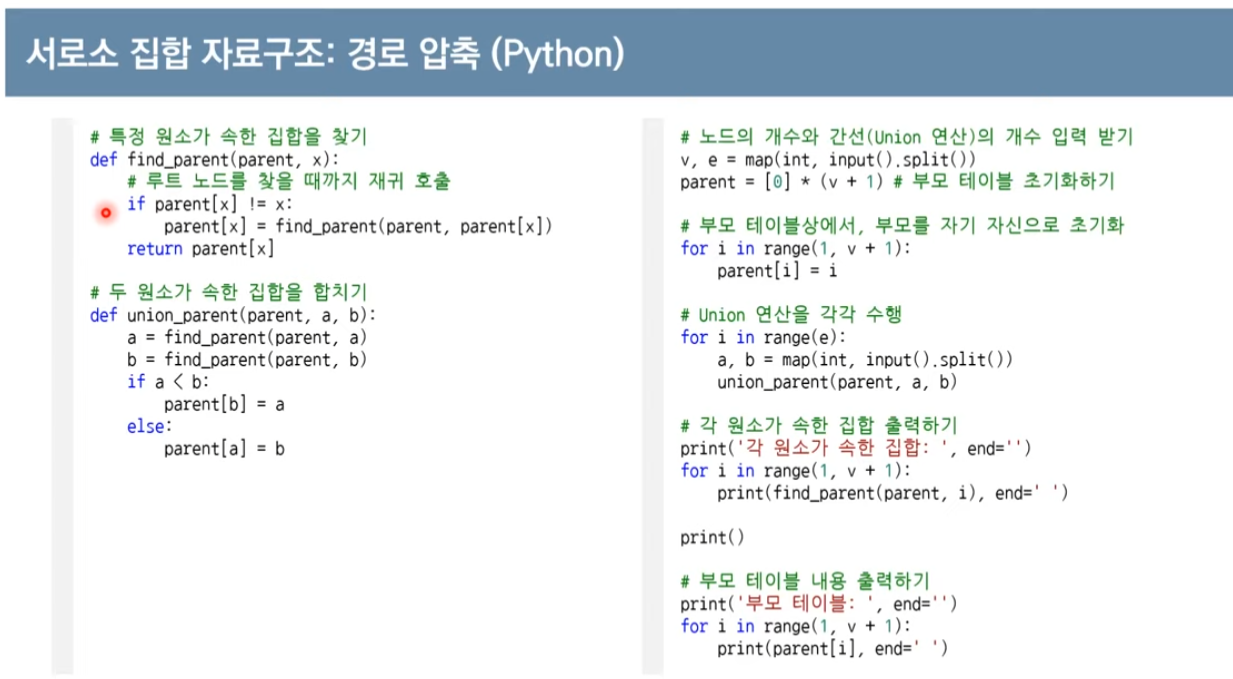 서로소 집합 자료구조: 경로 압축 (Python)
# 특정 원소가 속한 집합을 찾기
def find_parent(parent, x):
    # 루트 노드를 찾을 때까지 재귀 호출
    if parent[x] != x:
        parent[x] = find_parent(parent, parent[x])
    return parent[x]
# 두 원소가 속한 집합을 합치기
def union_parent(parent, a, b):
    a = find_parent(parent, a)
    b = find_parent(parent, b)
    if a < b:
        parent[b] = a
    else:
        parent[a] = b
# 노드의 개수와 간선(Union 연산)의 개수 입력 받기
v, e = map(int, input().split())
parent = [0] * (v + 1) # 부모 테이블 초기화하기
# 부모 테이블상에서, 부모를 자기 자신으로 초기화
for i in range(1, v + 1):
    parent[i] = i
# Union 연산을 각각 수행
for i in range(e):
    a, b = map(int, input().split())
    union_parent(parent, a, b)
# 각 원소가 속한 집합 출력하기
print('각 원소가 속한 집합: ', end='')
for i in range(1, v + 1):
    print(find_parent(parent, i), end=' ')
print()
# 부모 테이블 내용 출력하기
print('부모 테이블: ', end='')
for i in range(1, v + 1):
    print(parent[i], end=' ')